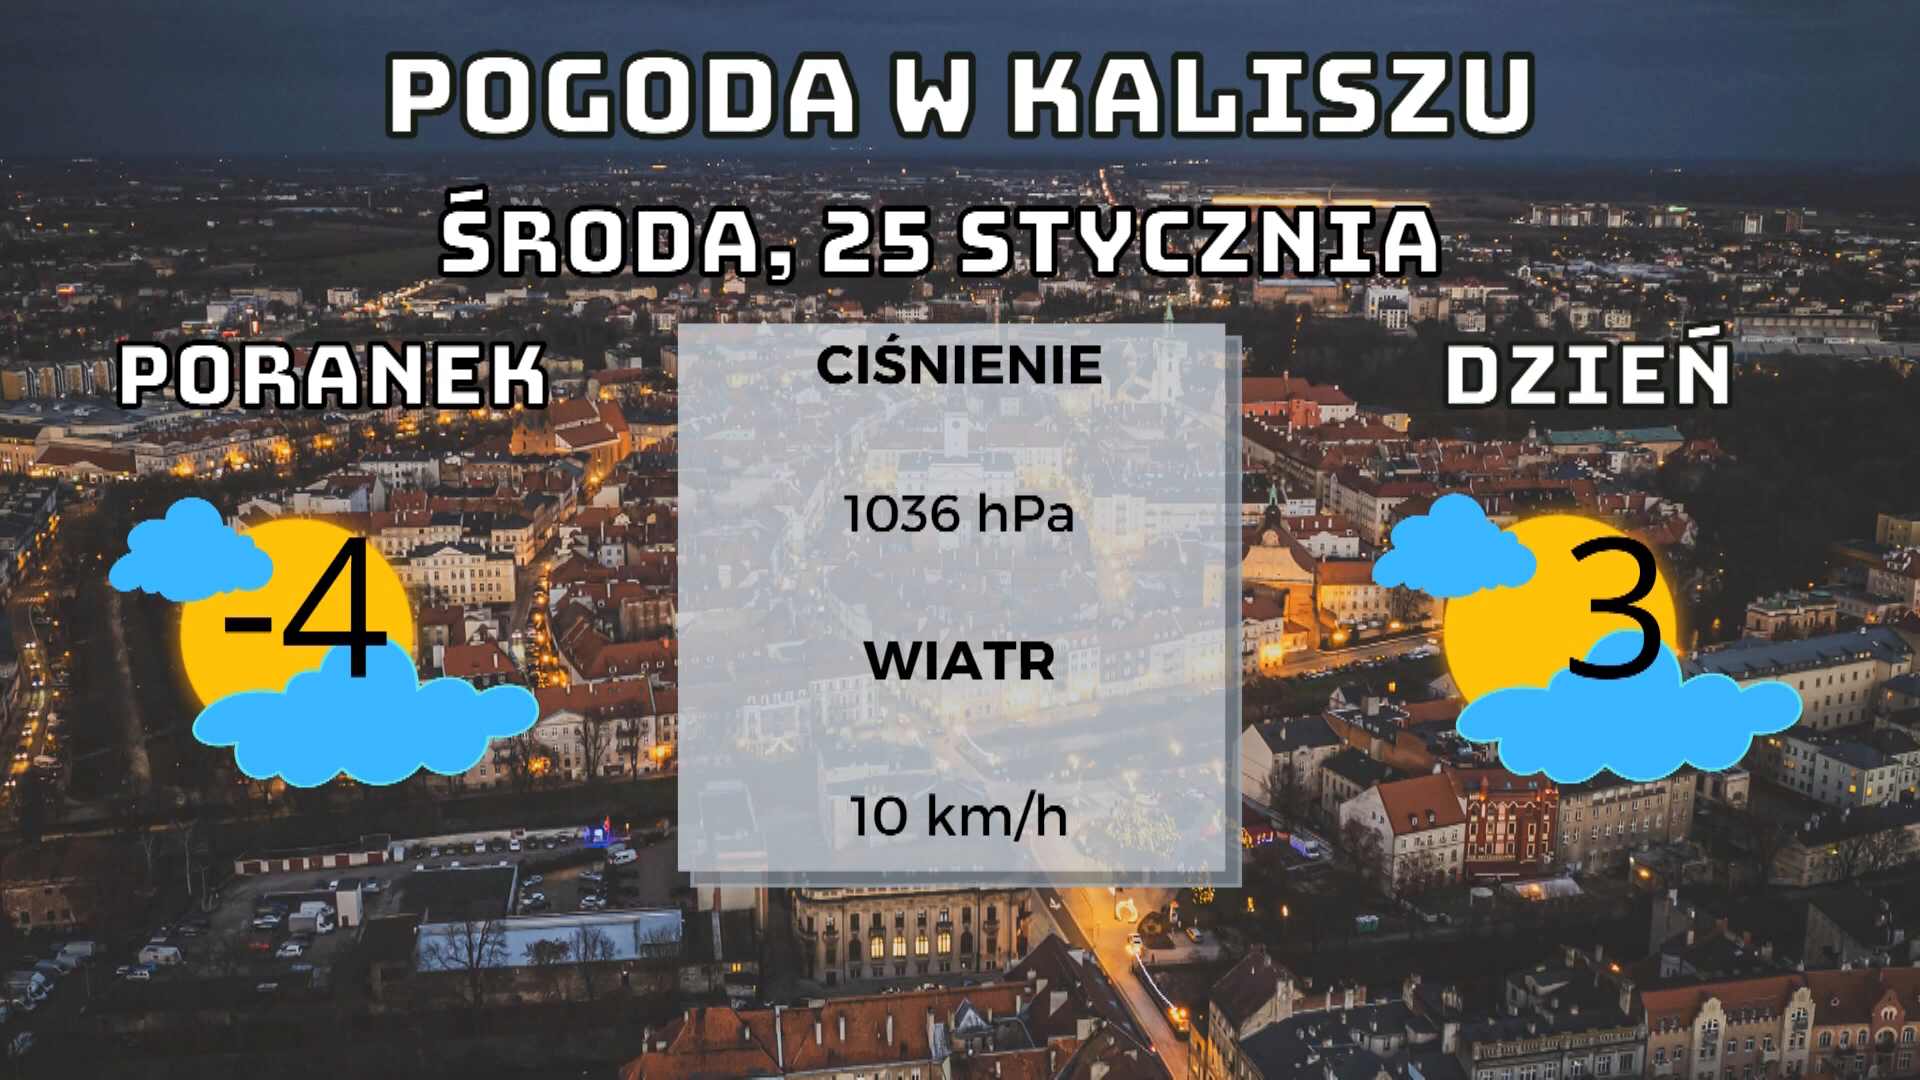 POGODA W KALISZU
ŚRODA, 25 STYCZNIA
PORANEK
-4
CIŚNIENIE
1036 hPa
WIATR
10 km/h
DZIEŃ
3